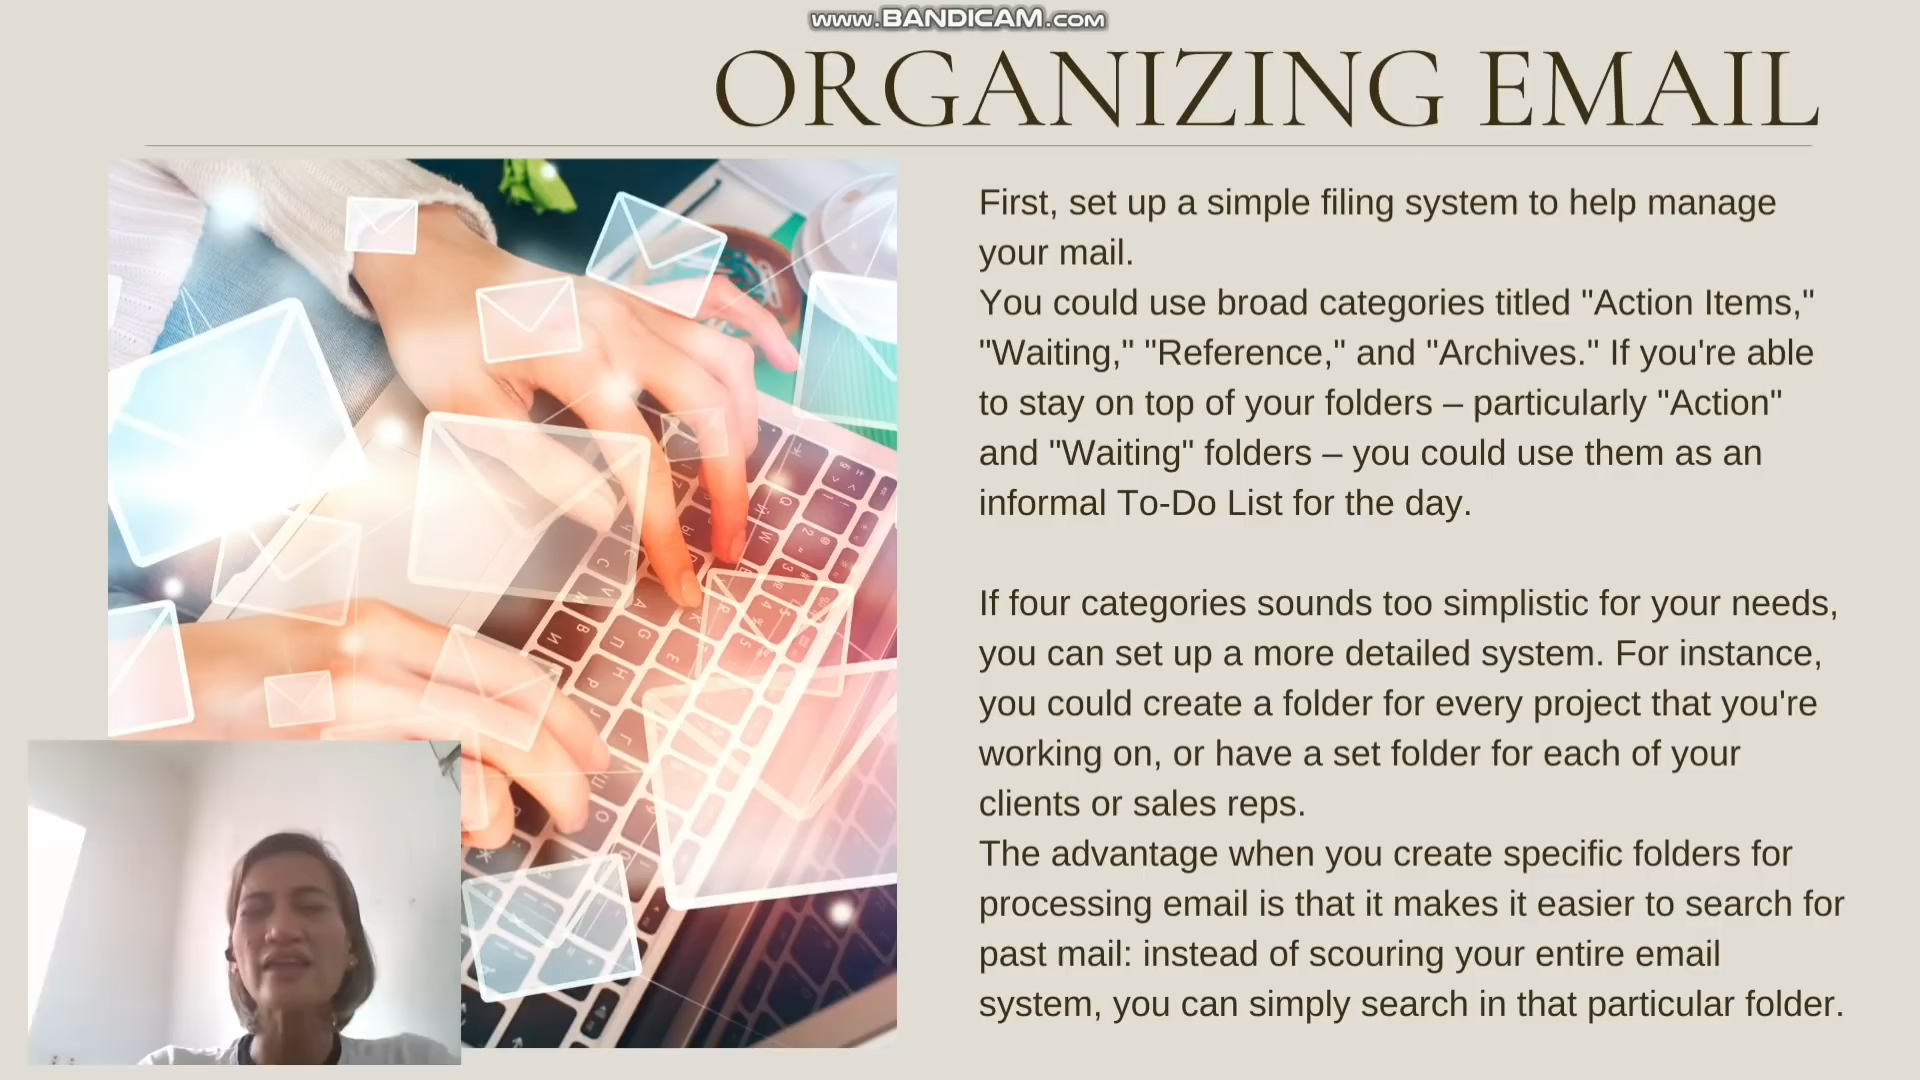 www.BANDICAM.com
ORGANIZING EMAIL
First, set up a simple filing system to help manage
your mail.
You could use broad categories titled "Action Items,"
"Waiting," "Reference," and "Archives." If you're able
to stay on top of your folders – particularly "Action"
and "Waiting" folders – you could use them as an
informal To-Do List for the day.
If four categories sounds too simplistic for your needs,
you can set up a more detailed system. For instance,
you could create a folder for every project that you're
working on, or have a set folder for each of your
clients or sales reps.
The advantage when you create specific folders for
processing email is that it makes it easier to search for
past mail: instead of scouring your entire email
system, you can simply search in that particular folder.